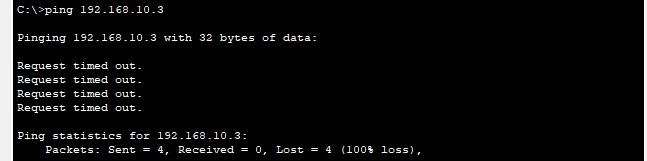 C:\>ping 192.168.10.3
Pinging 192.168.10.3 with 32 bytes of data:
Request timed out.
Request timed out.
Request timed out.
Request timed out.
Ping statistics for 192.168.10.3:
Packets: Sent = 4, Received = 0, Lost = 4 (100% loss),